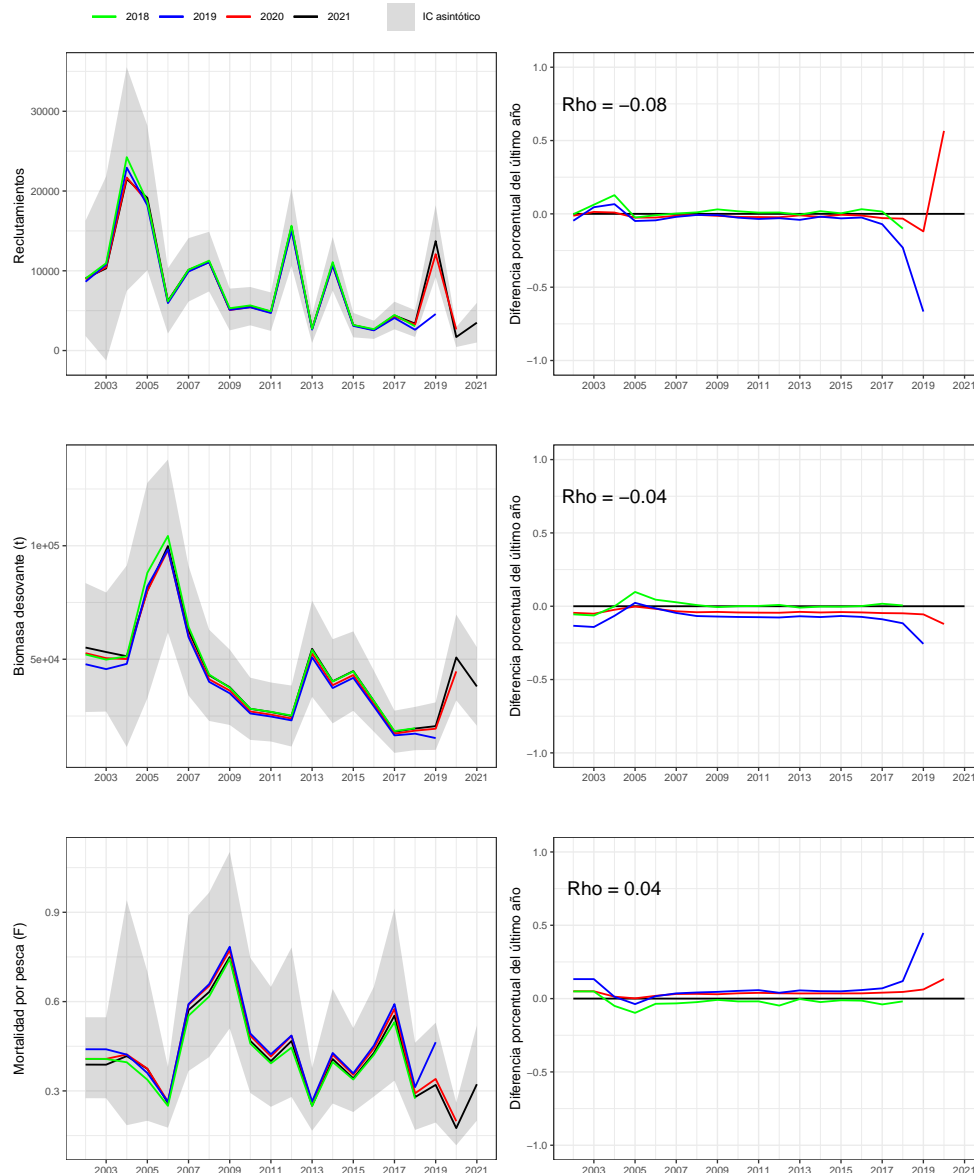 2018 2019 2020 2021 IC asintótico
Reclutamientos
30000
20000
10000
0
2003 2005 2007 2009 2011 2013 2015 2017 2019 2021
Diferencia porcentual del último año
Rho = −0.08
1.0
0.5
0.0
−0.5
−1.0
2003 2005 2007 2009 2011 2013 2015 2017 2019 2021
Biomasa desovante (t)
1e+05
5e+04
2003 2005 2007 2009 2011 2013 2015 2017 2019 2021
Diferencia porcentual del último año
Rho = −0.04
1.0
0.5
0.0
−0.5
−1.0
2003 2005 2007 2009 2011 2013 2015 2017 2019 2021
Mortalidad por pesca (F)
0.9
0.6
0.3
2003 2005 2007 2009 2011 2013 2015 2017 2019 2021
Diferencia porcentual del último año
Rho = 0.04
1.0
0.5
0.0
−0.5
−1.0
2003 2005 2007 2009 2011 2013 2015 2017 2019 2021